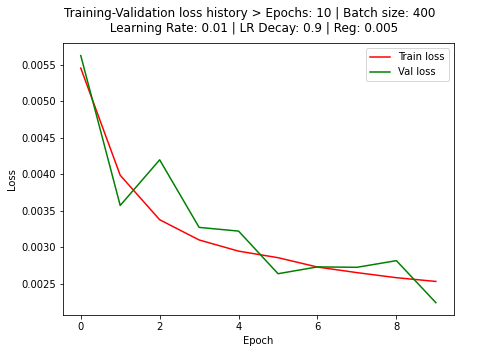 Training-Validation loss history > Epochs: 10 | Batch size: 400
Learning Rate: 0.01 | LR Decay: 0.9 | Reg: 0.005
Train loss
Val loss
0.0055
0.0050
0.0045
0.0040
0.0035
0.0030
0.0025
Loss
0 2 4 6 8
Epoch